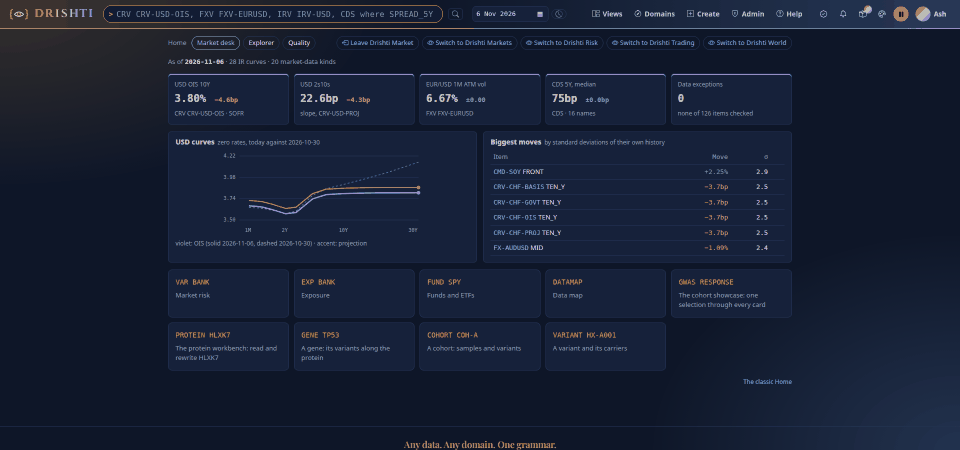 {👁} DRISHTI
> CRV CRV-USD-OIS, FXV FXV-EURUSD, IRV IRV-USD, CDS where SPREAD_5Y
6 Nov 2026
Views Domains Create Admin Help Ash
Home Market desk Explorer Quality Leave Drishti Market Switch to Drishti Markets Switch to Drishti Risk Switch to Drishti Trading Switch to Drishti World
As of 2026-11-06 · 28 IR curves · 20 market-data kinds
USD OIS 10Y
3.80% −4.6bp
CRV CRV-USD-OIS · SOFR
USD 2s10s
22.6bp −4.3bp
slope, CRV-USD-PROJ
EUR/USD 1M ATM vol
6.67% ±0.00
FXV FXV-EURUSD
CDS 5Y, median
75bp ±0.0bp
CDS · 16 names
Data exceptions
0
none of 126 items checked
USD curves zero rates, today against 2026-10-30
4.22
3.98
3.74
3.50
1M 2Y 10Y 30Y
violet: OIS (solid 2026-11-06, dashed 2026-10-30) · accent: projection
Biggest moves by standard deviations of their own history
Item Move σ
CMD-SOY FRONT +2.25% 2.9
CRV-CHF-BASIS TEN_Y −3.7bp 2.5
CRV-CHF-GOVT TEN_Y −3.7bp 2.5
CRV-CHF-OIS TEN_Y −3.7bp 2.5
CRV-CHF-PROJ TEN_Y −3.7bp 2.5
FX-AUDUSD MID −1.09% 2.4
VAR BANK
Market risk
EXP BANK
Exposure
FUND SPY
Funds and ETFs
DATAMAP
Data map
GWAS RESPONSE
The cohort showcase: one
selection through every card
PROTEIN HLXK7
The protein workbench: read and
rewrite HLXK7
GENE TP53
A gene: its variants along the
protein
COHORT COH-A
A cohort: samples and variants
VARIANT HX-A001
A variant and its carriers
The classic Home
Any data. Any domain. One grammar.